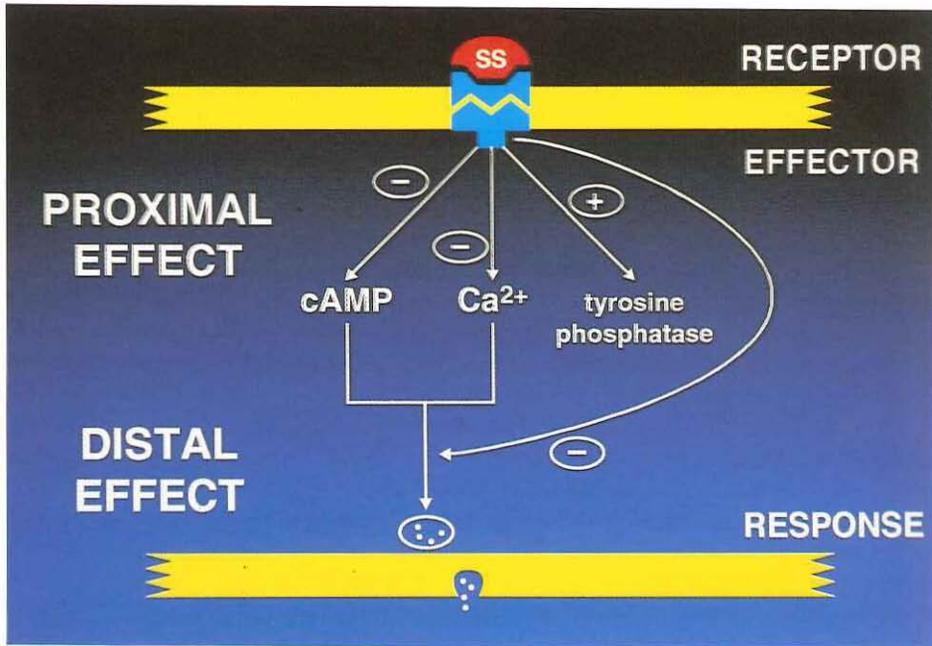 SS
RECEPTOR
EFFECTOR
−
+
PROXIMAL
EFFECT
−
cAMP
Ca²⁺
tyrosine
phosphatase
DISTAL
EFFECT
−
RESPONSE